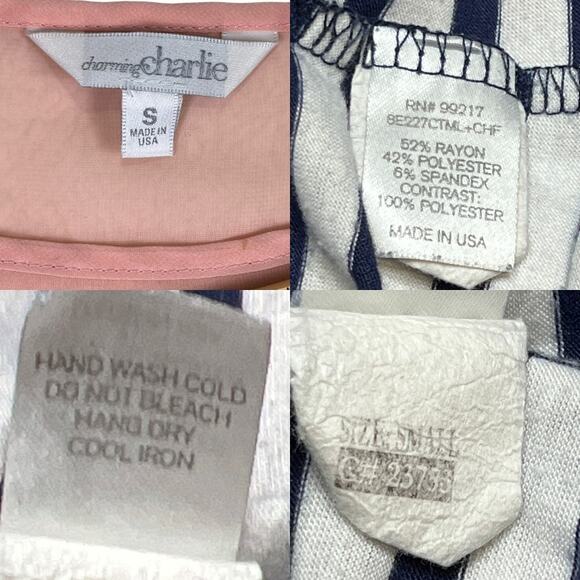 charming charlie
S
MADE IN
USA
RN# 99217
8E227CTML+CHF
52% RAYON
42% POLYESTER
6% SPANDEX
CONTRAST:
100% POLYESTER
MADE IN USA
HAND WASH COLD
DO NOT BLEACH
HANG DRY
COOL IRON
SIZE: SMALL